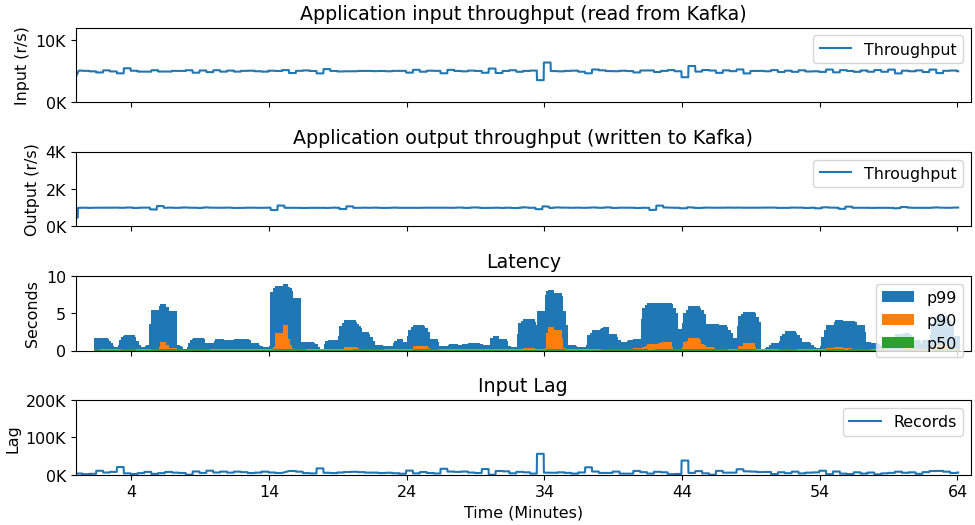 Application input throughput (read from Kafka)
10K
0K
Input (r/s)
Throughput
Application output throughput (written to Kafka)
4K
2K
0K
Output (r/s)
Throughput
Latency
10
5
0
Seconds
p99
p90
p50
Input Lag
200K
100K
0K
Lag
Records
4 14 24 34 44 54 64
Time (Minutes)